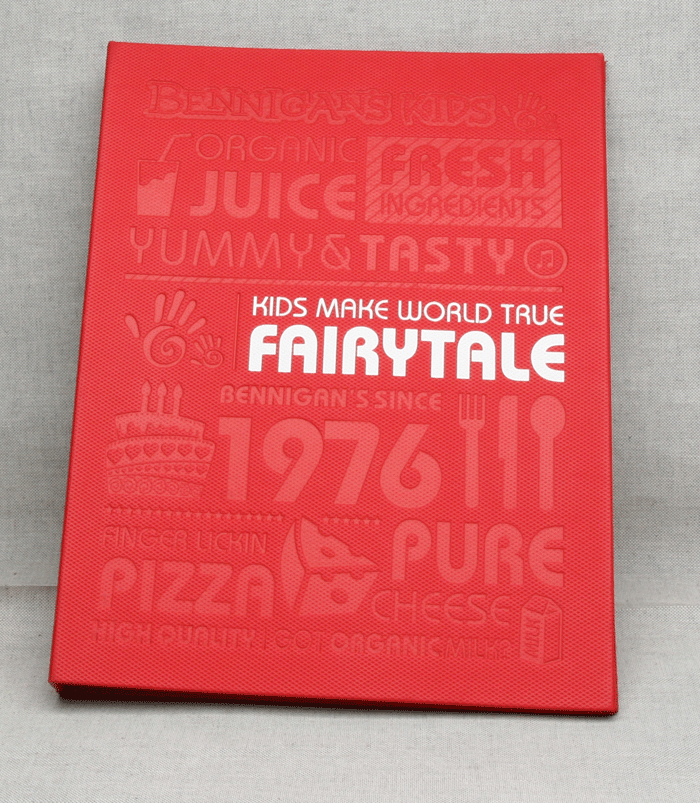 BENNIGAN'S KIDS
ORGANIC
JUICE
FRESH
INGREDIENTS
YUMMY & TASTY
KIDS MAKE WORLD TRUE
FAIRYTALE
BENNIGAN'S SINCE
1976
FINGER LICKIN
PIZZA
PURE
CHEESE
HIGH QUALITY. GOT ORGANIC MILK?
MILK